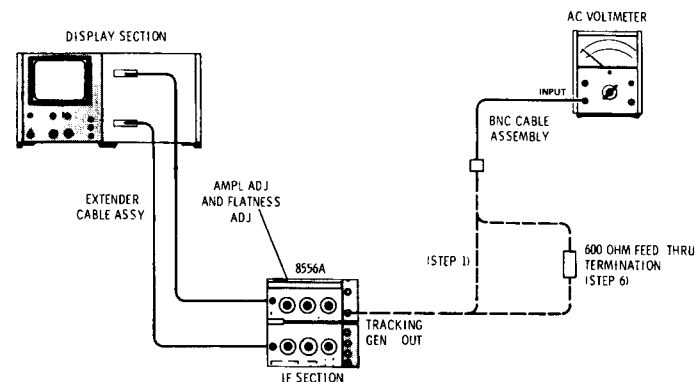 AC VOLTMETER
DISPLAY SECTION
INPUT
BNC CABLE
ASSEMBLY
AMPL ADJ
AND FLATNESS
ADJ
EXTENDER
CABLE ASSY
8556A
(STEP 1)
600 OHM FEED THRU
TERMINATION
(STEP 6)
TRACKING
GEN OUT
IF SECTION